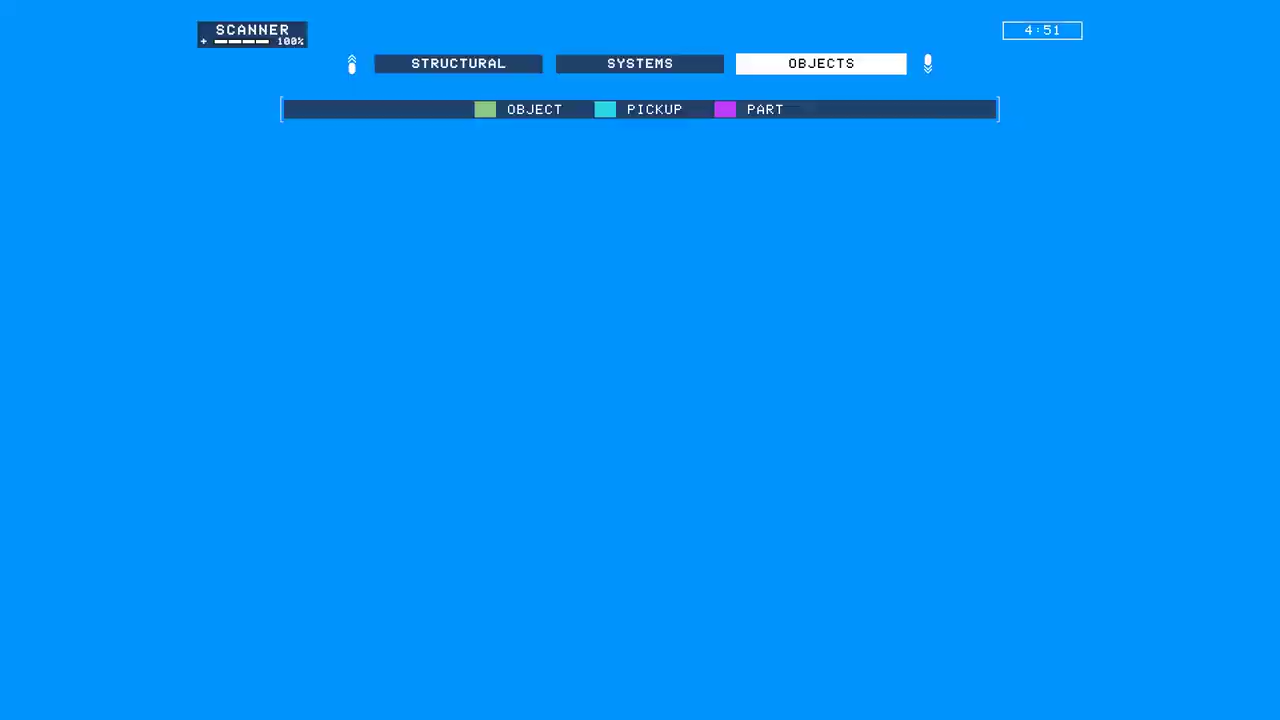 SCANNER
+ 100%
4:51
STRUCTURAL
SYSTEMS
OBJECTS
OBJECT
PICKUP
PART